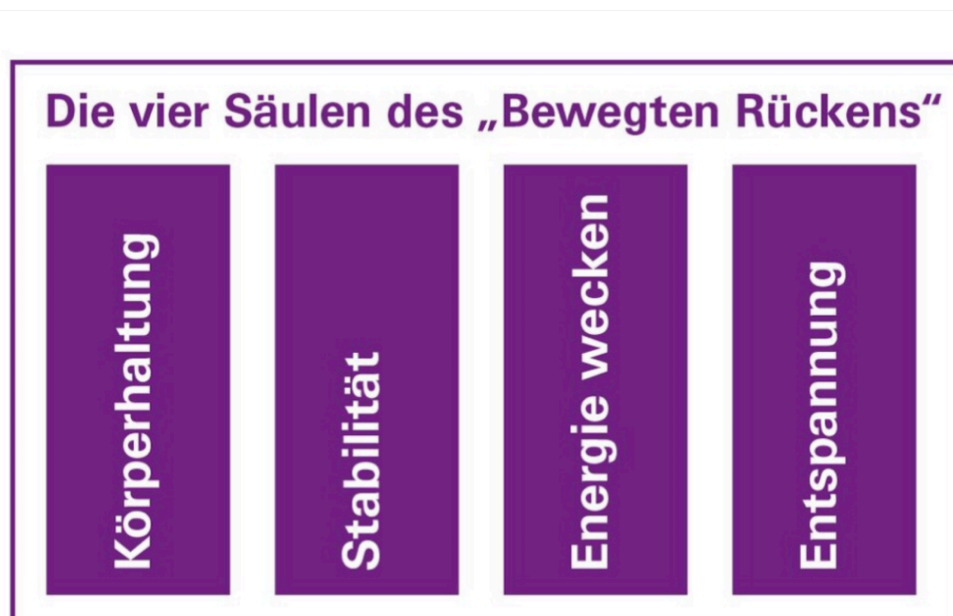 Die vier Säulen des „Bewegten Rückens“
Körperhaltung
Stabilität
Energie wecken
Entspannung